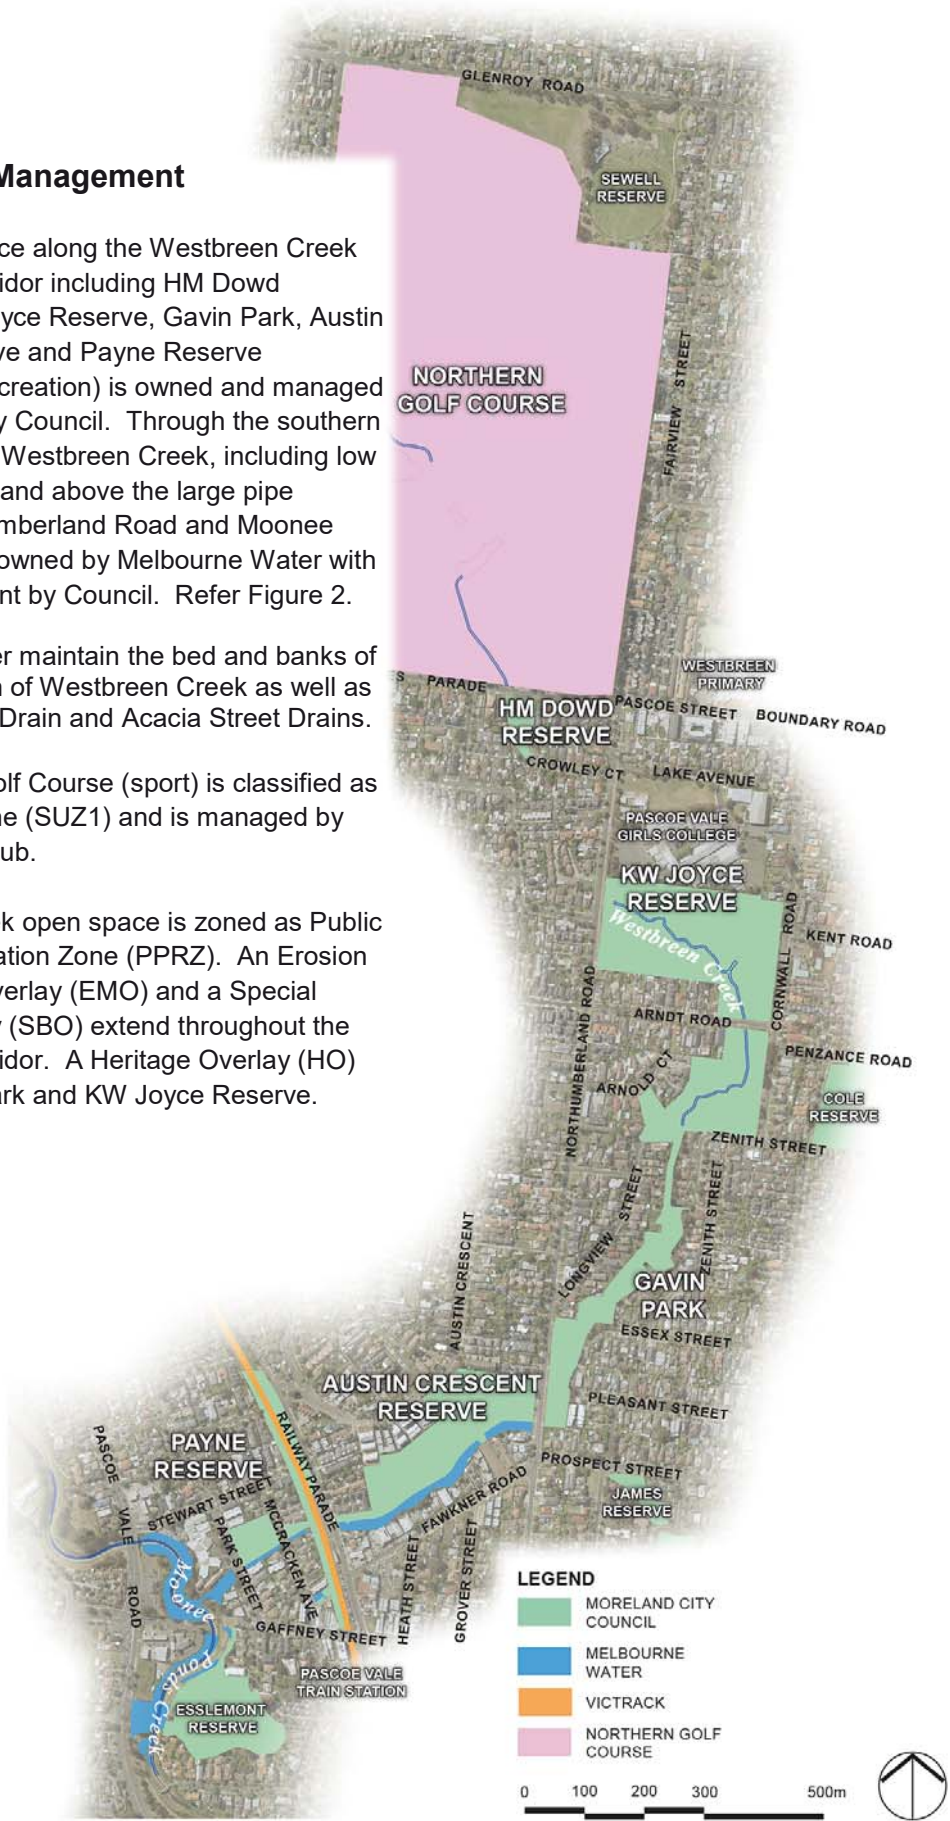 Management
ce along the Westbreen Creek
idor including HM Dowd
yce Reserve, Gavin Park, Austin
ve and Payne Reserve
creation) is owned and managed
y Council.  Through the southern
Westbreen Creek, including low
and above the large pipe
mberland Road and Moonee
owned by Melbourne Water with
nt by Council.  Refer Figure 2.
er maintain the bed and banks of
n of Westbreen Creek as well as
Drain and Acacia Street Drains.
olf Course (sport) is classified as
ne (SUZ1) and is managed by
ub.
ek open space is zoned as Public
ation Zone (PPRZ).  An Erosion
verlay (EMO) and a Special
y (SBO) extend throughout the
idor.  A Heritage Overlay (HO)
ark and KW Joyce Reserve.
GLENROY ROAD
SEWELL
RESERVE
NORTHERN
GOLF COURSE
FAIRVIEW STREET
WESTBREEN
PRIMARY
S PARADE
HM DOWD
RESERVE
PASCOE STREET
BOUNDARY ROAD
CROWLEY CT
LAKE AVENUE
PASCOE VALE
GIRLS COLLEGE
KW JOYCE
RESERVE
Westbreen Creek
CORNWALL ROAD
KENT ROAD
NORTHUMBERLAND ROAD
ARNDT ROAD
PENZANCE ROAD
ARNOLD CT
COLE
RESERVE
ZENITH STREET
ZENITH STREET
LONGVIEW STREET
AUSTIN CRESCENT
GAVIN
PARK
ESSEX STREET
PLEASANT STREET
AUSTIN CRESCENT
RESERVE
RAILWAY PARADE
PAYNE
RESERVE
PASCOE VALE ROAD
STEWART STREET
PARK STREET
MCCRACKEN AVE
FAWKNER ROAD
PROSPECT STREET
JAMES
RESERVE
HEATH STREET
GROVER STREET
GAFFNEY STREET
PASCOE VALE
TRAIN STATION
Moonee Ponds Creek
ESSLEMONT
RESERVE
LEGEND
MORELAND CITY
COUNCIL
MELBOURNE
WATER
VICTRACK
NORTHERN GOLF
COURSE
0 100 200 300 500m